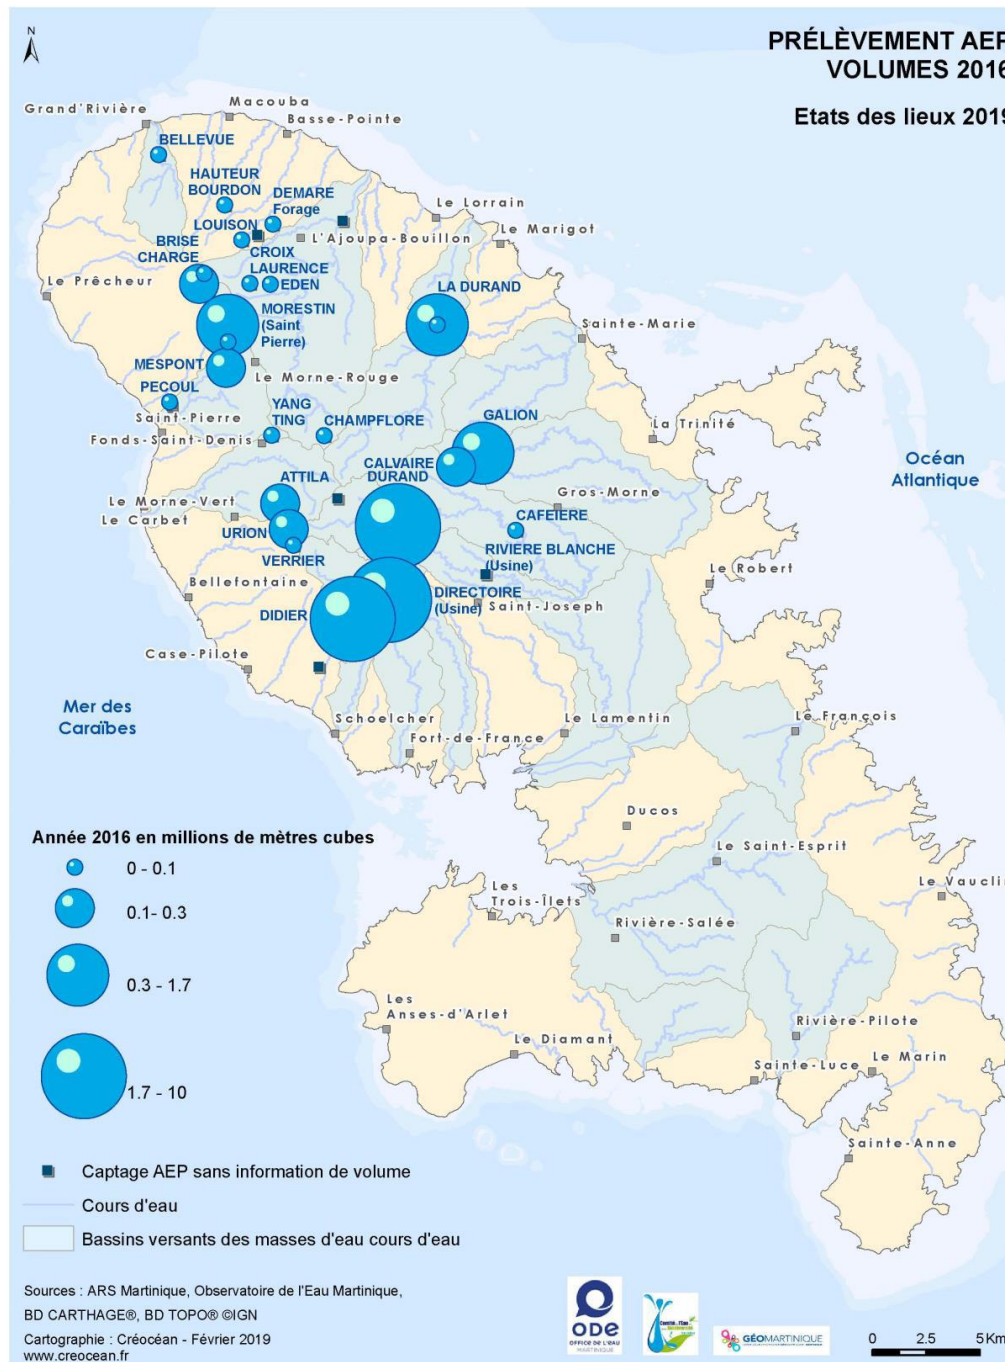 PRÉLÈVEMENT AEP
VOLUMES 2016
Etats des lieux 2019
N
Grand'Rivière
Macouba
Basse-Pointe
BELLEVUE
HAUTEUR
BOURDON
DEMARE
Forage
Le Lorrain
LOUISON
L'Ajoupa-Bouillon
Le Marigot
BRISE
CHARGE
CROIX
LAURENCE
EDEN
Le Prêcheur
LA DURAND
MORESTIN
(Saint
Pierre)
Sainte-Marie
MESPONT
Le Morne-Rouge
PECOUL
Saint-Pierre
YANG
TING
CHAMPFLORE
GALION
La Trinité
Fonds-Saint-Denis
Océan
Atlantique
ATTILA
CALVAIRE
DURAND
Le Morne-Vert
Le Carbet
Gros-Morne
URION
CAFEIERE
VERRIER
RIVIERE BLANCHE
(Usine)
Le Robert
Bellefontaine
DIRECTOIRE
(Usine)
Saint-Joseph
DIDIER
Case-Pilote
Mer des
Caraïbes
Schoelcher
Fort-de-France
Le Lamentin
Le François
Ducos
Le Saint-Esprit
Le Vauclin
Les
Trois-Îlets
Rivière-Salée
Les
Anses-d'Arlet
Le Diamant
Rivière-Pilote
Sainte-Luce
Le Marin
Sainte-Anne
Année 2016 en millions de mètres cubes
0 - 0.1
0.1- 0.3
0.3 - 1.7
1.7 - 10
Captage AEP sans information de volume
Cours d'eau
Bassins versants des masses d'eau cours d'eau
Sources : ARS Martinique, Observatoire de l'Eau Martinique,
BD CARTHAGE®, BD TOPO® ©IGN
Cartographie : Créocéan - Février 2019
www.creocean.fr
ODE
OFFICE DE L'EAU
MARTINIQUE
GÉOMARTINIQUE
0 2.5 5 Km